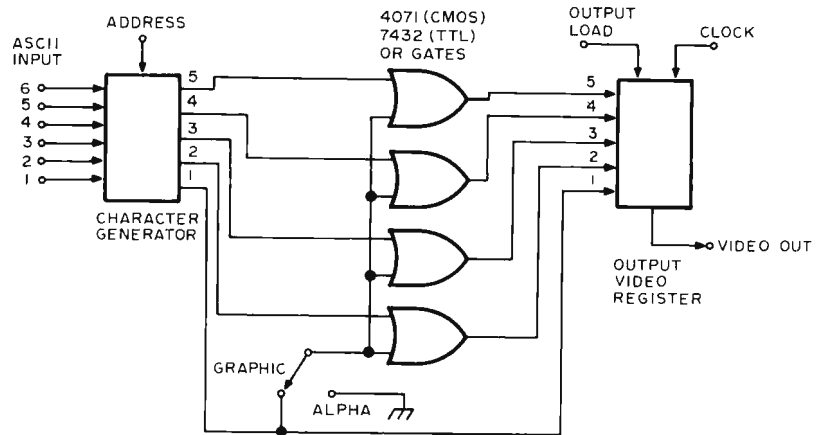 ASCII
INPUT
ADDRESS
6
5
4
3
2
1
5
4
3
2
1
CHARACTER
GENERATOR
4071 (CMOS)
7432 (TTL)
OR GATES
OUTPUT
LOAD
CLOCK
5
4
3
2
1
VIDEO OUT
OUTPUT
VIDEO
REGISTER
GRAPHIC
ALPHA